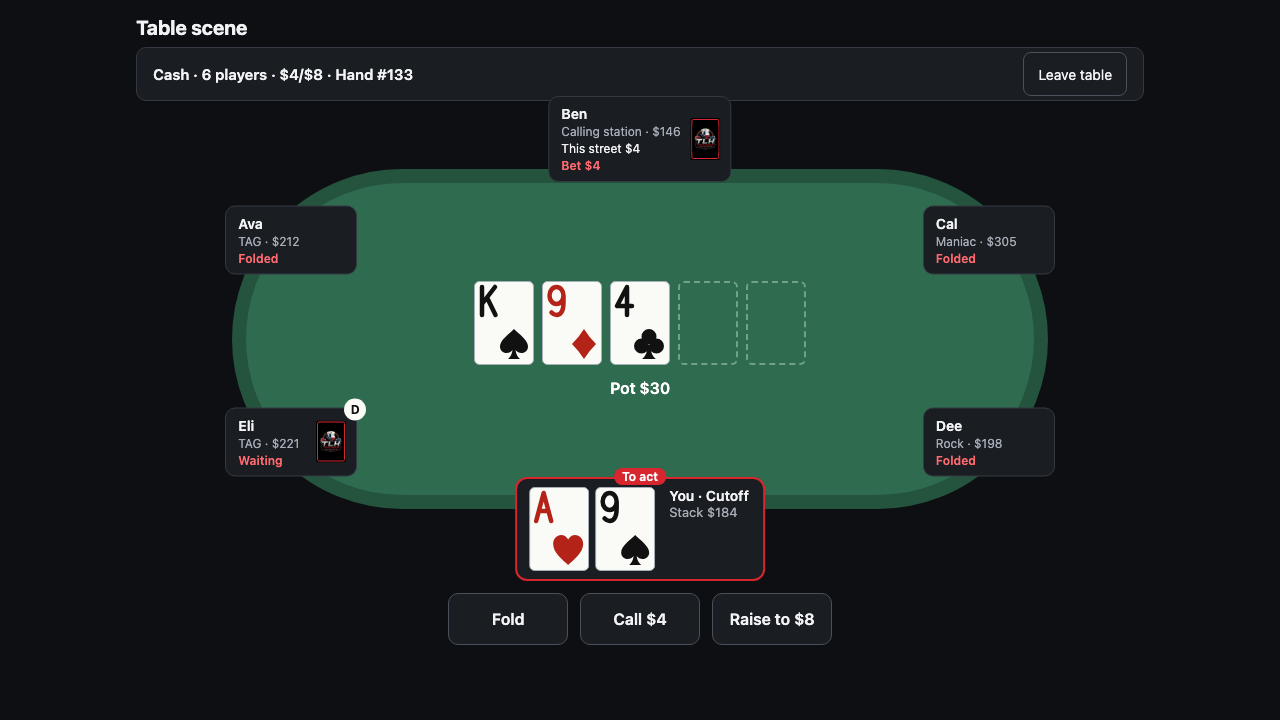 Table scene
Cash · 6 players · $4/$8 · Hand #133
Leave table
Ben
Calling station · $146
This street $4
Bet $4
TLH
Ava
TAG · $212
Folded
Cal
Maniac · $305
Folded
K
9
4
Pot $30
D
Eli
TAG · $221
Waiting
TLH
Dee
Rock · $198
Folded
To act
A
9
You · Cutoff
Stack $184
Fold
Call $4
Raise to $8